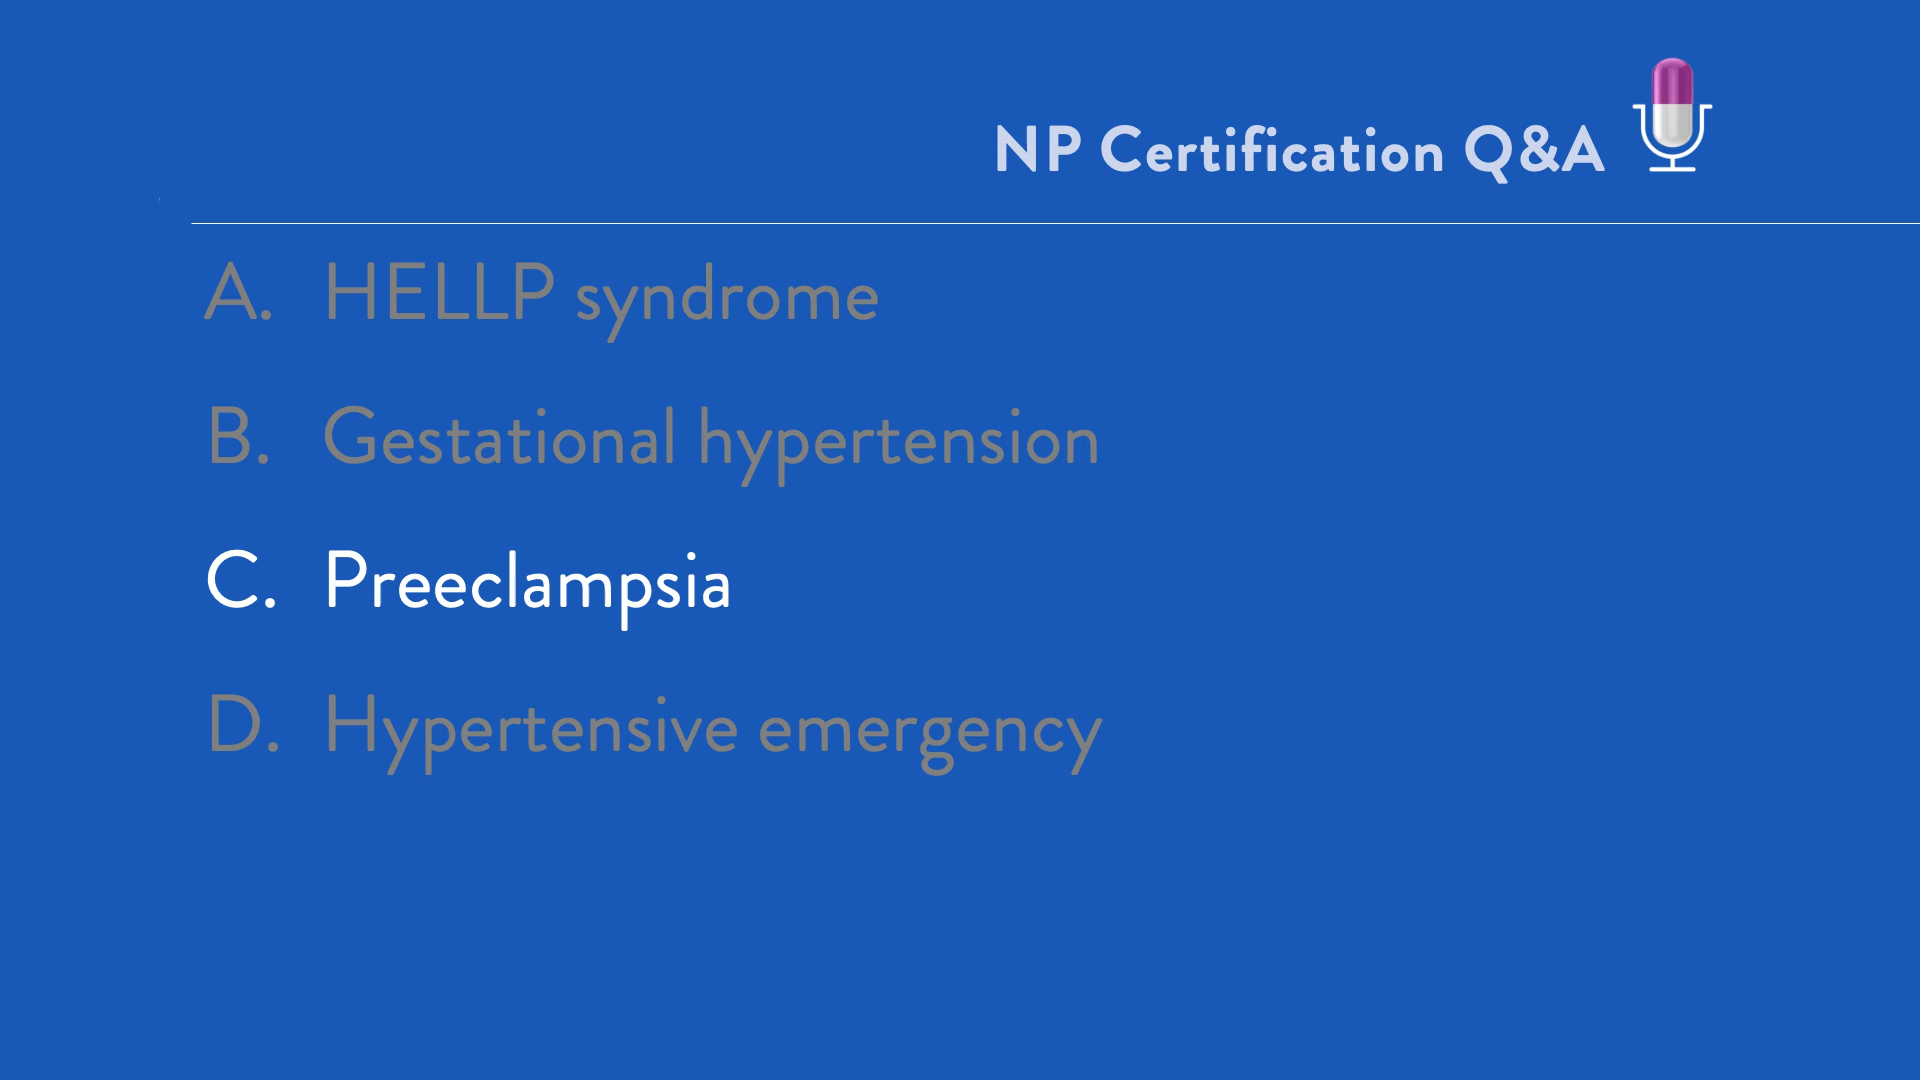 NP Certification Q&A
A. HELLP syndrome
B. Gestational hypertension
C. Preeclampsia
D. Hypertensive emergency